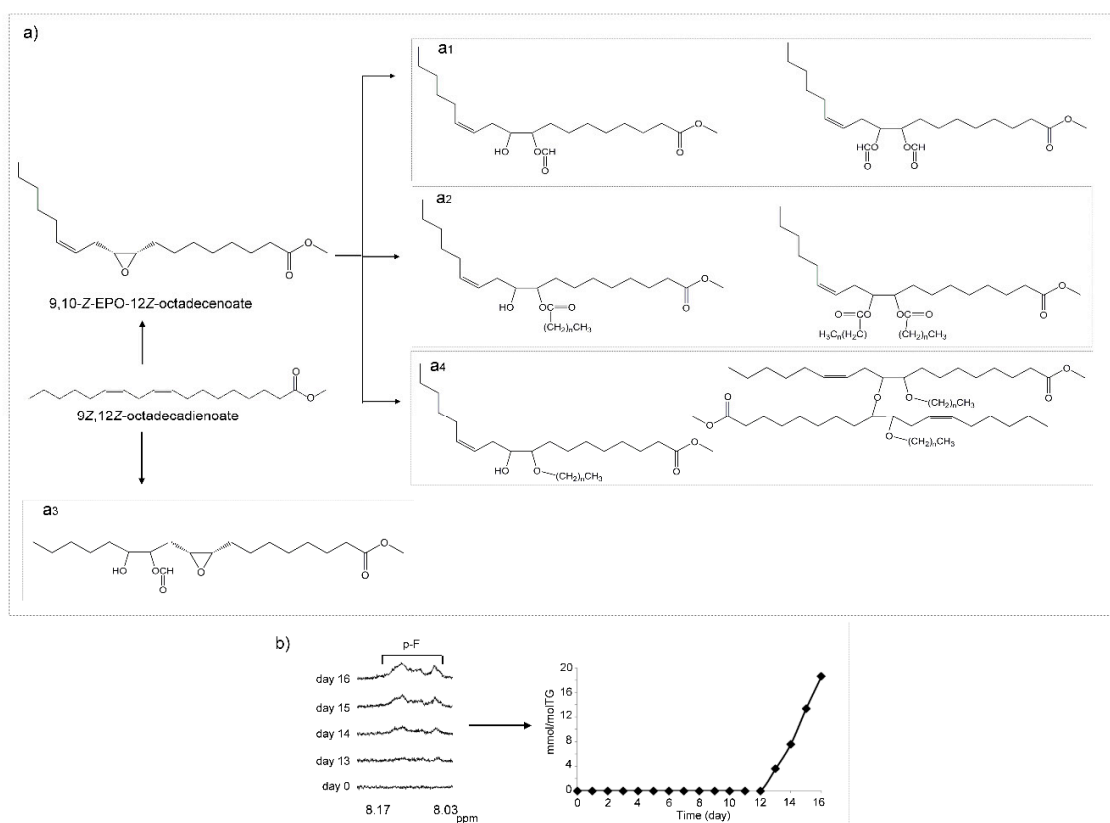 a)
a1
HO
OCH
O
O
O
HCO
O
OCH
O
O
O
O
O
O
9,10-Z-EPO-12Z-octadecenoate
a2
HO
O—C=O
(CH2)nCH3
O
O
O=C—O
H3Cn(H2C)
OC=O
(CH2)nCH3
O
O
9Z,12Z-octadecadienoate
O
O
a4
HO
O—(CH2)nCH3
O
O
O—(CH2)nCH3
O
O
O
O
O
O—(CH2)nCH3
a3
HO
OCH
O
O
O
O
b)
p-F
day 16
day 15
day 14
day 13
day 0
8.17
8.03
ppm
mmol/molTG
20
16
12
8
4
0
0
2
4
6
8
10
12
14
16
Time (day)